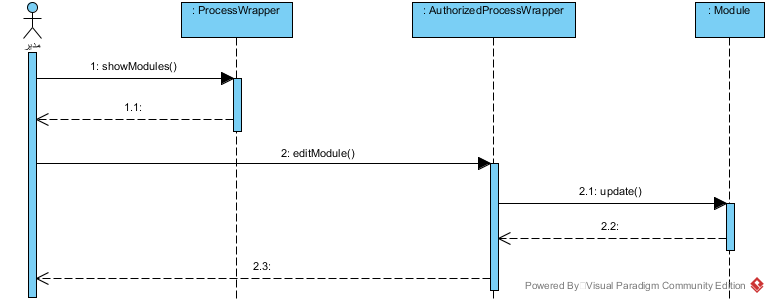 : ProcessWrapper
: AuthorizedProcessWrapper
: Module
مدیر
1: showModules()
1.1:
2: editModule()
2.1: update()
2.2:
2.3:
Powered By Visual Paradigm Community Edition